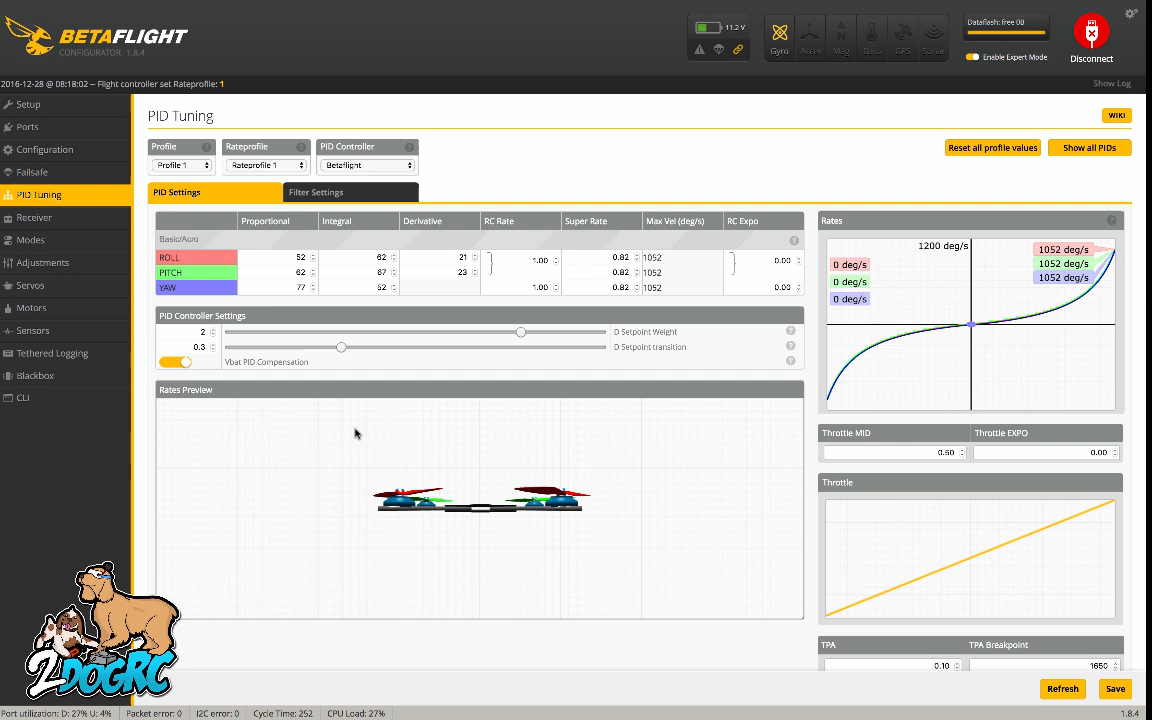 BETAFLIGHT
CONFIGURATOR 1.8.4
11.2 V
Gyro Accel Mag Baro GPS Sonar
Dataflash: free 0B
Enable Expert Mode
Disconnect
2016-12-28 @ 08:18:02 -- Flight controller set Rateprofile: 1
Show Log
Setup
Ports
Configuration
Failsafe
PID Tuning
Receiver
Modes
Adjustments
Servos
Motors
Sensors
Tethered Logging
Blackbox
CLI
PID Tuning
WIKI
Profile Rateprofile PID Controller
Profile 1 Rateprofile 1 Betaflight
Reset all profile values Show all PIDs
PID Settings Filter Settings
Proportional Integral Derivative RC Rate Super Rate Max Vel (deg/s) RC Expo
Basic/Acro
ROLL 52 62 21 1.00 0.82 1052 0.00
PITCH 62 67 23 0.82 1052
YAW 77 52 1.00 0.82 1052 0.00
PID Controller Settings
2 D Setpoint Weight
0.3 D Setpoint transition
Vbat PID Compensation
Rates Preview
Rates
1200 deg/s
1052 deg/s
1052 deg/s
1052 deg/s
0 deg/s
0 deg/s
0 deg/s
Throttle MID Throttle EXPO
0.50 0.00
Throttle
TPA TPA Breakpoint
0.10 1650
Refresh Save
2DOGRC
Port utilization: D: 27% U: 4% Packet error: 0 I2C error: 0 Cycle Time: 252 CPU Load: 27% 1.8.4